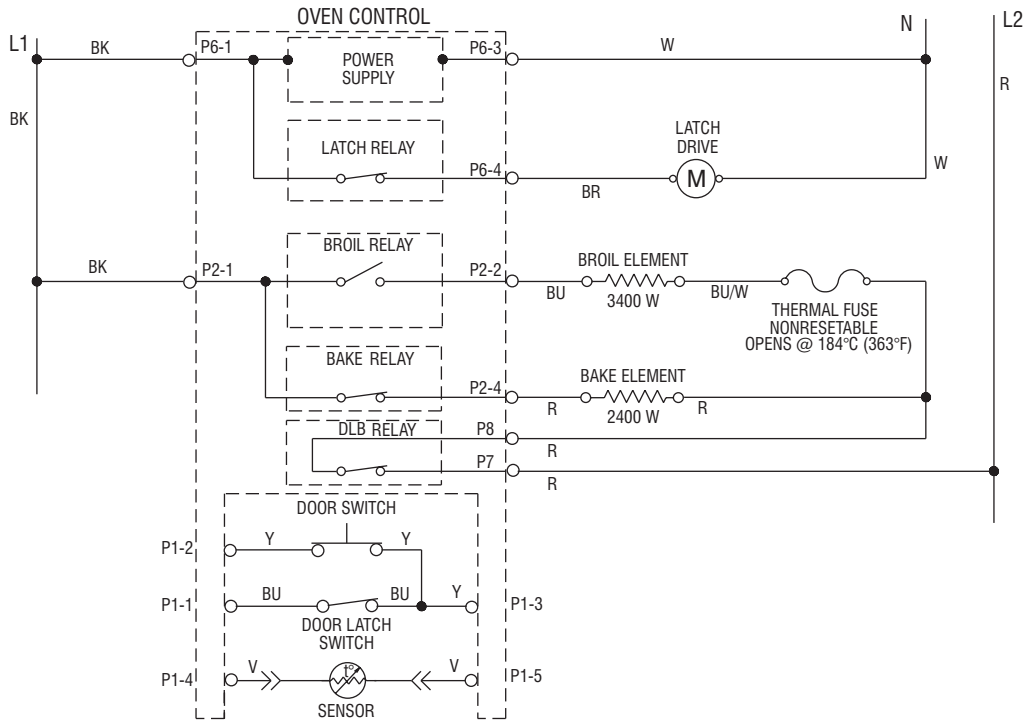 OVEN CONTROL
L1
N
L2
BK
P6-1
POWER
SUPPLY
P6-3
W
R
BK
LATCH RELAY
P6-4
LATCH
DRIVE
M
BR
W
BK
P2-1
BROIL RELAY
P2-2
BU
BROIL ELEMENT
3400 W
BU/W
THERMAL FUSE
NONRESETABLE
OPENS @ 184°C (363°F)
BAKE RELAY
P2-4
R
BAKE ELEMENT
2400 W
R
DLB RELAY
P8
R
P7
R
DOOR SWITCH
P1-2
Y
Y
P1-1
BU
BU
Y
P1-3
DOOR LATCH
SWITCH
P1-4
V
t°
V
P1-5
SENSOR